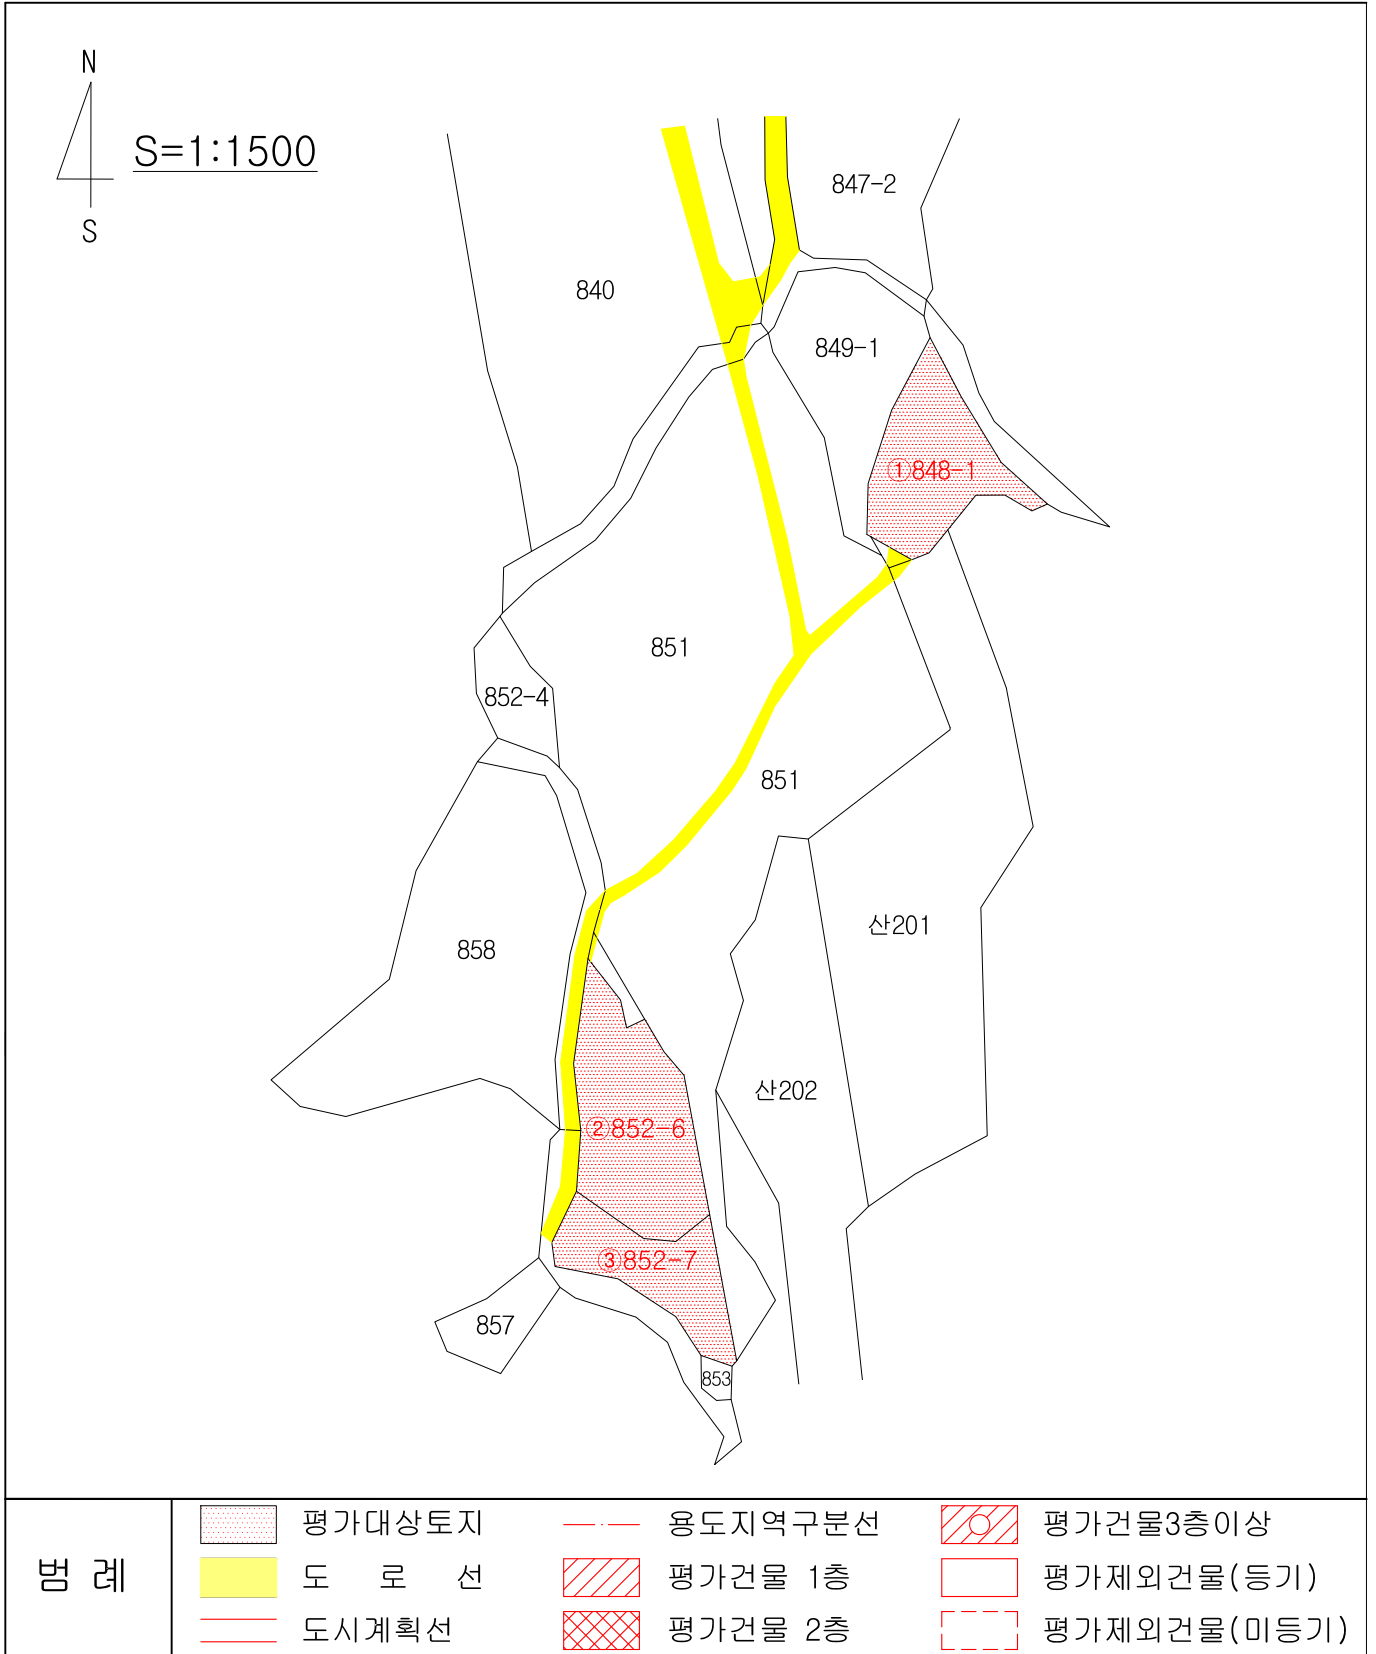 N
S=1:1500
S
847-2
840
849-1
①848-1
851
852-4
851
산201
858
산202
②852-6
③852-7
857
853
범 례
평가대상토지
용도지역구분선
평가건물3층이상
도 로 선
평가건물 1층
평가제외건물(등기)
도시계획선
평가건물 2층
평가제외건물(미등기)